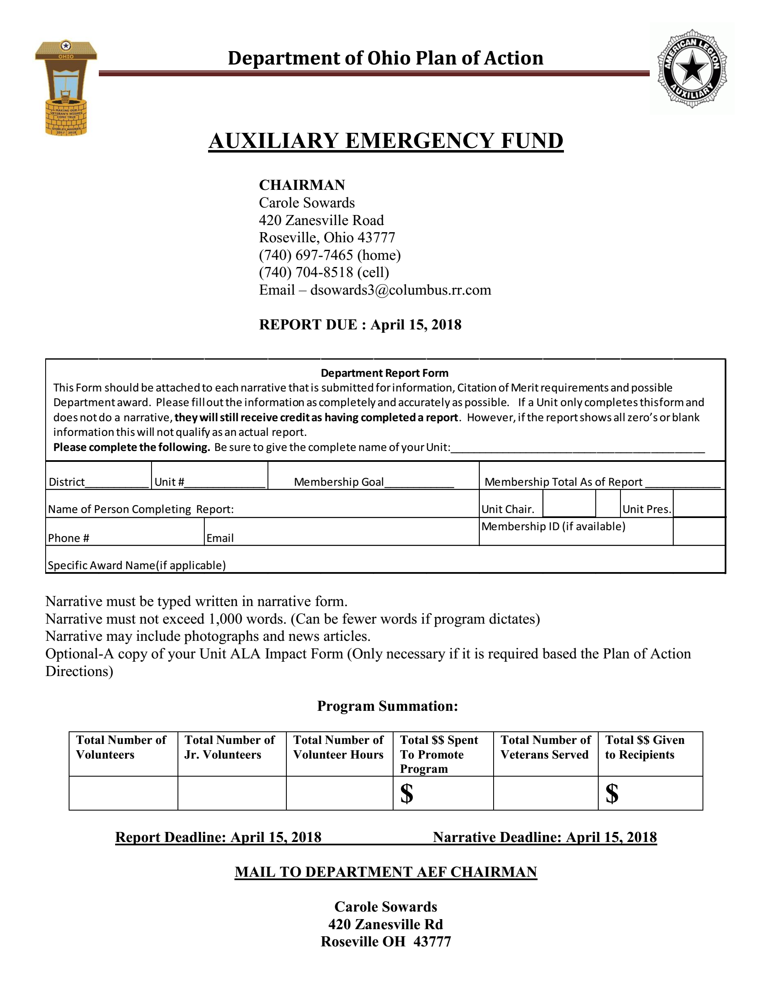 Department of Ohio Plan of Action
OHIO
MAKING OUR
VETERAN'S WISHES
COME TRUE
SHIRLEY MAURER
2017 - 2018
AMERICAN LEGION
AUXILIARY
AUXILIARY EMERGENCY FUND
CHAIRMAN
Carole Sowards
420 Zanesville Road
Roseville, Ohio 43777
(740) 697-7465 (home)
(740) 704-8518 (cell)
Email – dsowards3@columbus.rr.com
REPORT DUE : April 15, 2018
Department Report Form
This Form should be attached to each narrative that is submitted for information, Citation of Merit requirements and possible
Department award.  Please fill out the information as completely and accurately as possible.   If a Unit only completes thisform and
does not do a narrative, they will still receive credit as having completed a report.  However, if the report shows all zero's or blank
information this will not qualify as an actual report.
Please complete the following.  Be sure to give the complete name of your Unit:____________________________________________
District___________ Unit #______________ Membership Goal____________ Membership Total As of Report _____________
Name of Person Completing  Report: Unit Chair. Unit Pres.
Membership ID (if available)
Phone # Email
Specific Award Name(if applicable)
Narrative must be typed written in narrative form.
Narrative must not exceed 1,000 words. (Can be fewer words if program dictates)
Narrative may include photographs and news articles.
Optional-A copy of your Unit ALA Impact Form (Only necessary if it is required based the Plan of Action
Directions)
Program Summation:
Total Number of Total Number of Total Number of Total $$ Spent Total Number of Total $$ Given
Volunteers Jr. Volunteers Volunteer Hours To Promote Veterans Served to Recipients
Program
$ $
Report Deadline: April 15, 2018 Narrative Deadline: April 15, 2018
MAIL TO DEPARTMENT AEF CHAIRMAN
Carole Sowards
420 Zanesville Rd
Roseville OH  43777